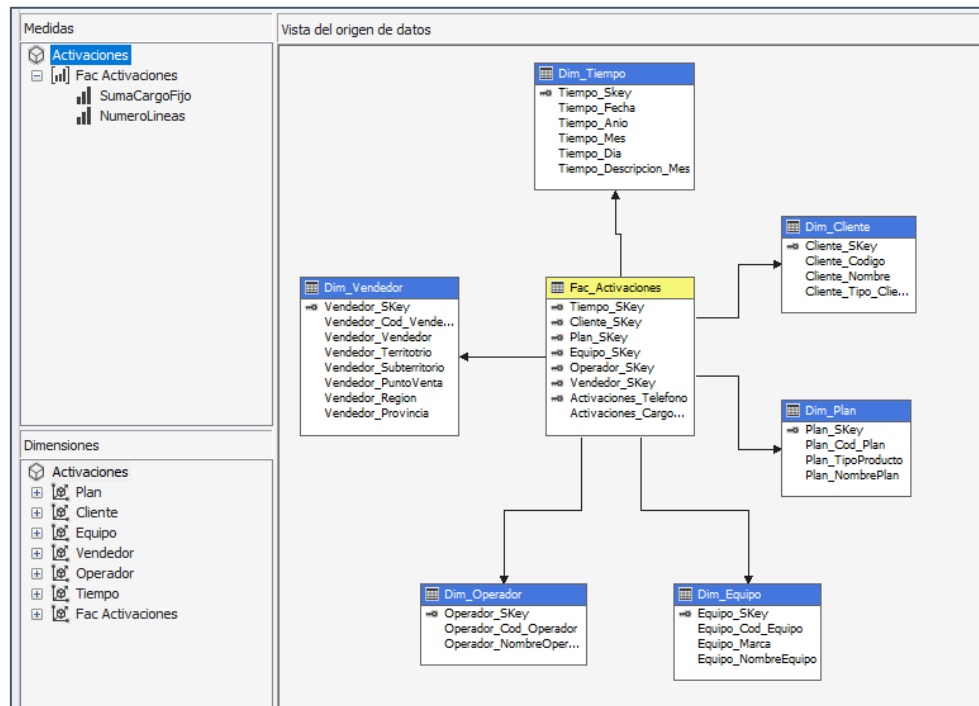 Medidas
Activaciones
Fac Activaciones
SumaCargoFijo
NumeroLineas
Dimensiones
Activaciones
Plan
Cliente
Equipo
Vendedor
Operador
Tiempo
Fac Activaciones
Vista del origen de datos
Dim_Tiempo
Tiempo_Skey
Tiempo_Fecha
Tiempo_Anio
Tiempo_Mes
Tiempo_Dia
Tiempo_Descripcion_Mes
Dim_Cliente
Cliente_SKey
Cliente_Codigo
Cliente_Nombre
Cliente_Tipo_Clie...
Dim_Vendedor
Vendedor_SKey
Vendedor_Cod_Vende...
Vendedor_Vendedor
Vendedor_Territotrio
Vendedor_Subterritorio
Vendedor_PuntoVenta
Vendedor_Region
Vendedor_Provincia
Fac_Activaciones
Tiempo_SKey
Cliente_SKey
Plan_SKey
Equipo_SKey
Operador_SKey
Vendedor_SKey
Activaciones_Telefono
Activaciones_Cargo...
Dim_Plan
Plan_SKey
Plan_Cod_Plan
Plan_TipoProducto
Plan_NombrePlan
Dim_Operador
Operador_SKey
Operador_Cod_Operador
Operador_NombreOper...
Dim_Equipo
Equipo_SKey
Equipo_Cod_Equipo
Equipo_Marca
Equipo_NombreEquipo